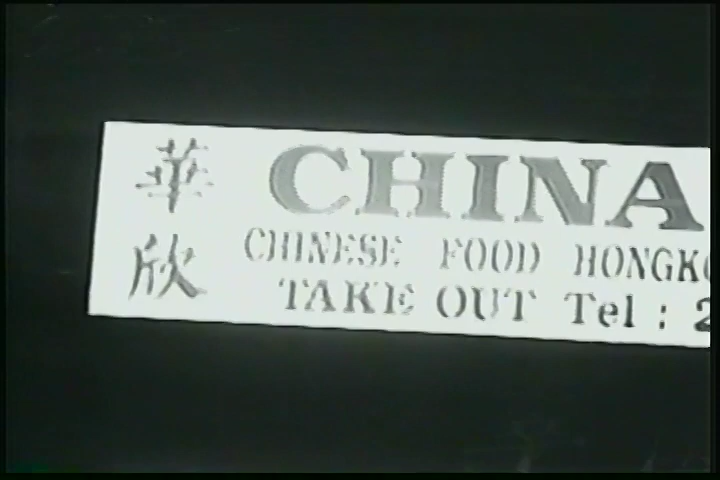 華欣
CHINA
CHINESE FOOD HONGK
TAKE OUT Tel : 2